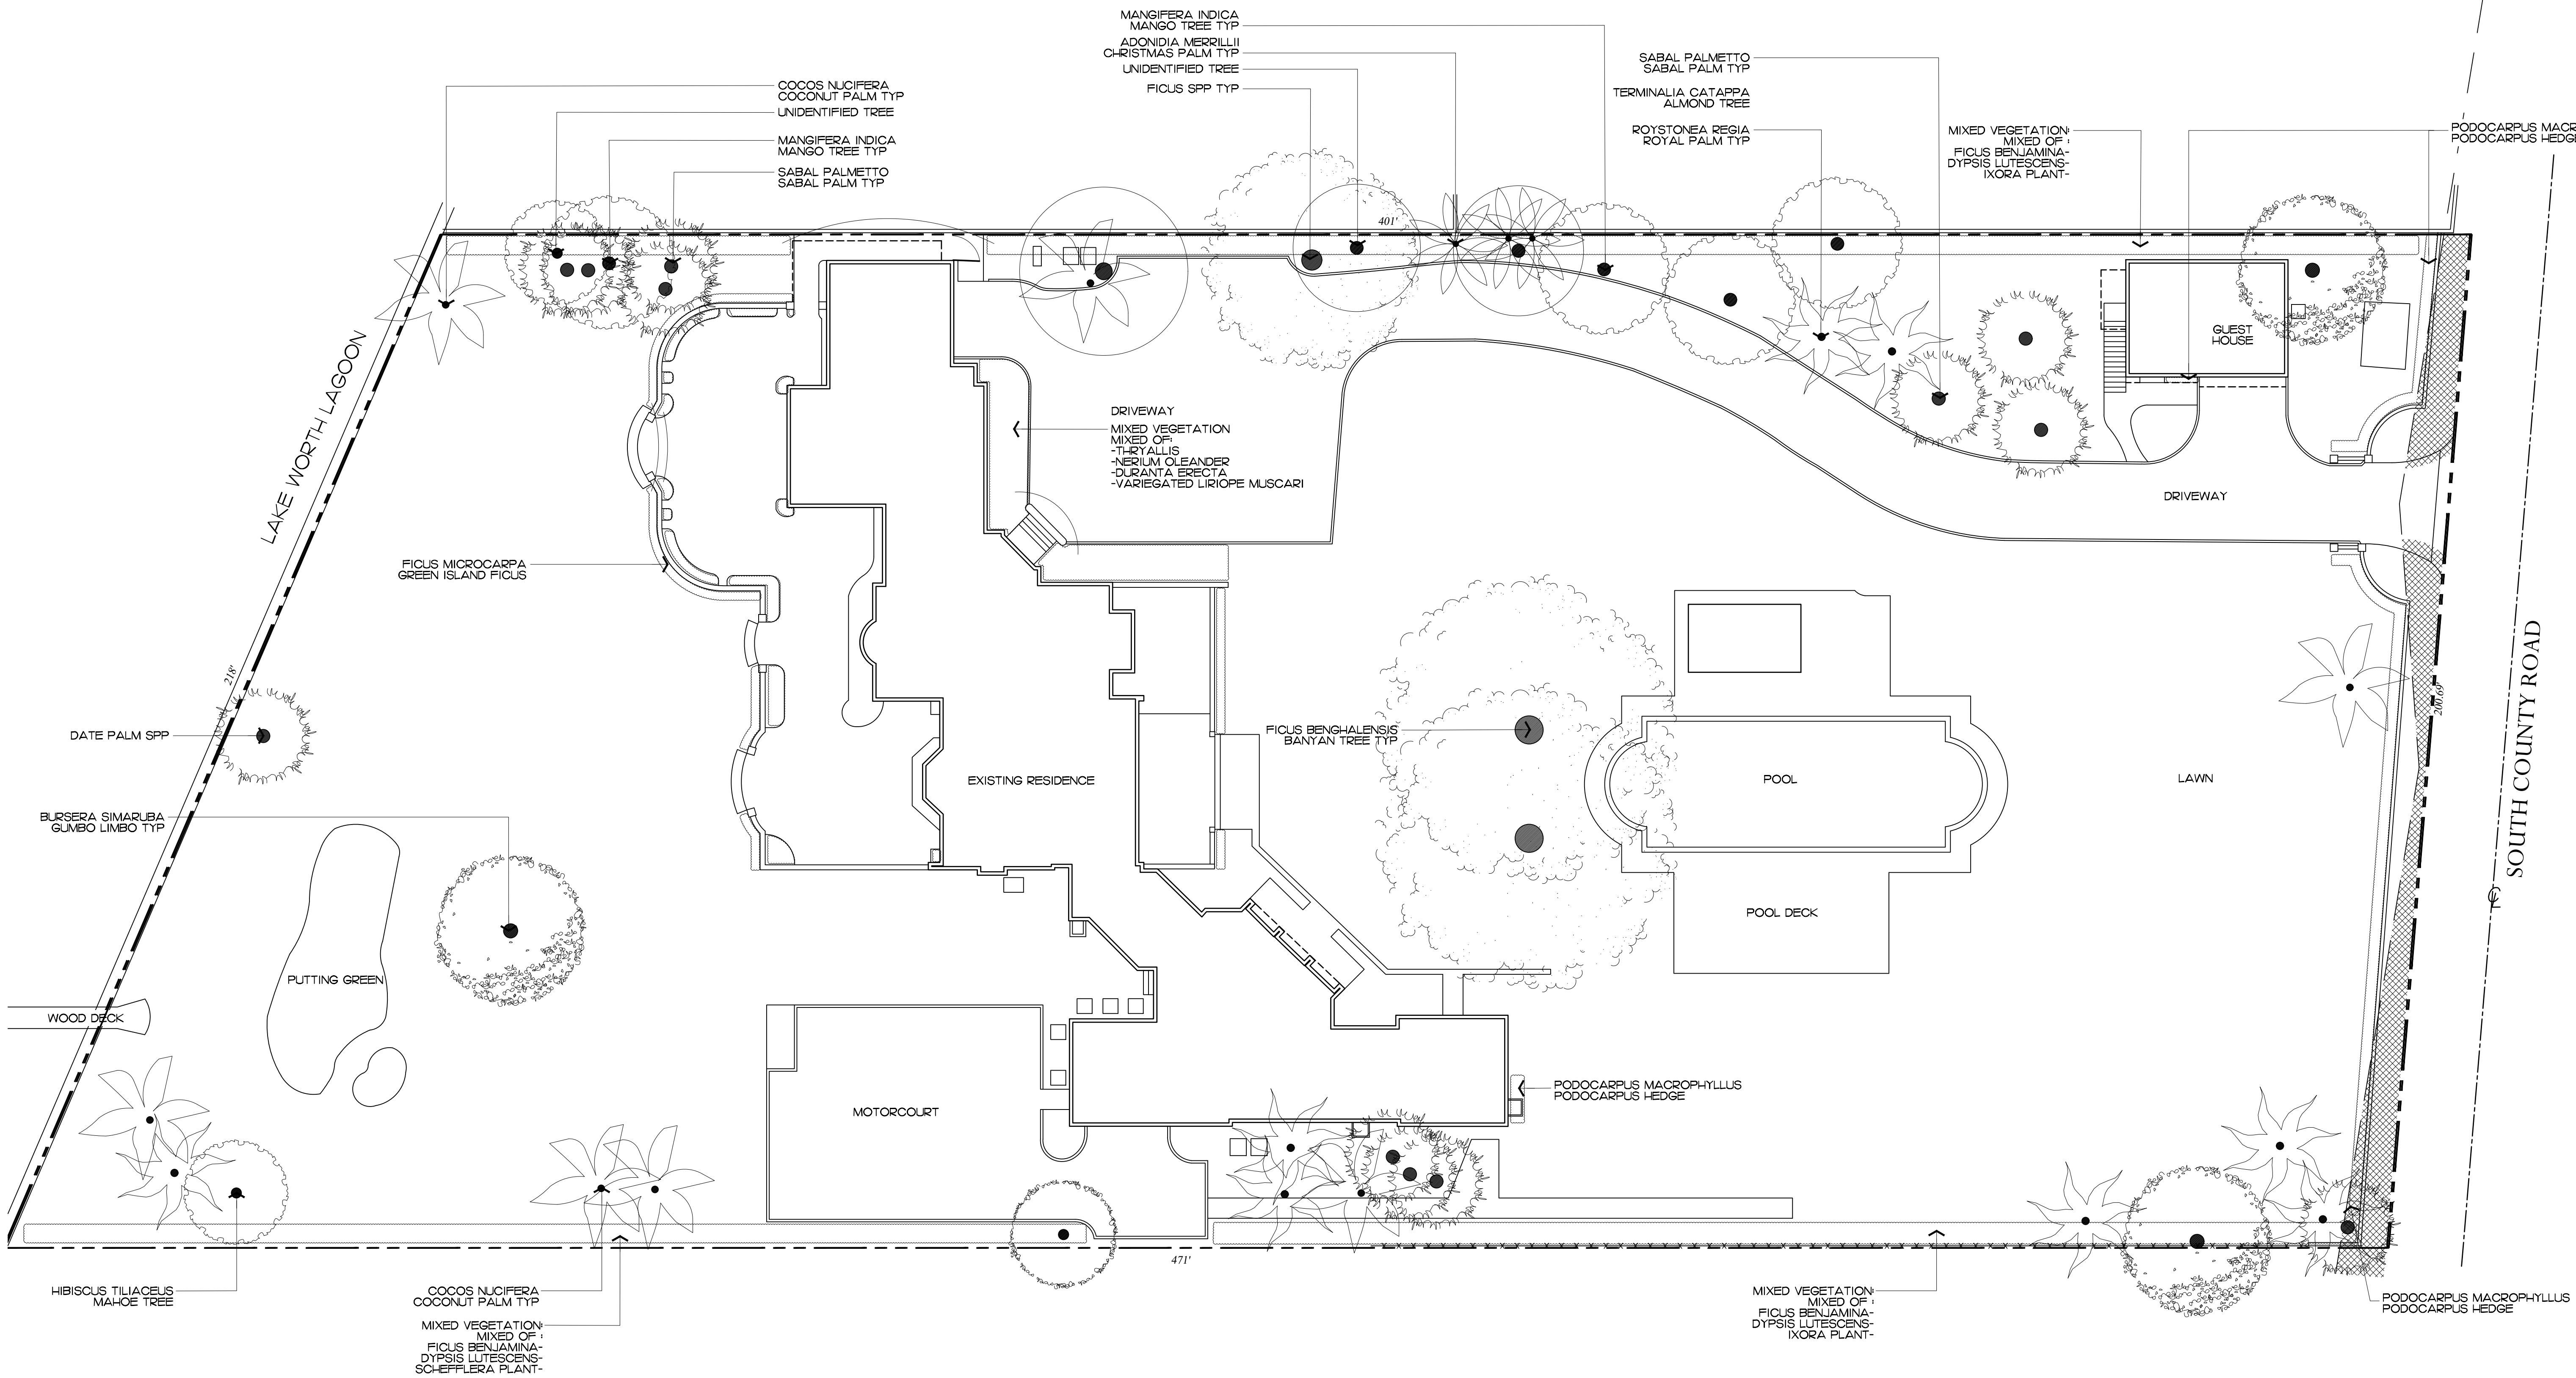 MANGIFERA INDICA
MANGO TREE TYP
ADONIDIA MERRILLII
CHRISTMAS PALM TYP
UNIDENTIFIED TREE
FICUS SPP TYP
SABAL PALMETTO
SABAL PALM TYP
TERMINALIA CATAPPA
ALMOND TREE
ROYSTONEA REGIA
ROYAL PALM TYP
COCOS NUCIFERA
COCONUT PALM TYP
UNIDENTIFIED TREE
MANGIFERA INDICA
MANGO TREE TYP
SABAL PALMETTO
SABAL PALM TYP
MIXED VEGETATION:
MIXED OF :
FICUS BENJAMINA-
DYPSIS LUTESCENS-
IXORA PLANT-
PODOCARPUS MACR
PODOCARPUS HEDGE
401'
GUEST
HOUSE
LAKE WORTH LAGOON
DRIVEWAY
MIXED VEGETATION
MIXED OF:
-THRYALLIS
-NERIUM OLEANDER
-DURANTA ERECTA
-VARIEGATED LIRIOPE MUSCARI
DRIVEWAY
FICUS MICROCARPA
GREEN ISLAND FICUS
218'
200.69'
SOUTH COUNTY ROAD
DATE PALM SPP
FICUS BENGHALENSIS
BANYAN TREE TYP
EXISTING RESIDENCE
POOL
LAWN
BURSERA SIMARUBA
GUMBO LIMBO TYP
CL
POOL DECK
PUTTING GREEN
WOOD DECK
MOTORCOURT
PODOCARPUS MACROPHYLLUS
PODOCARPUS HEDGE
471'
HIBISCUS TILIACEUS
MAHOE TREE
COCOS NUCIFERA
COCONUT PALM TYP
MIXED VEGETATION:
MIXED OF :
FICUS BENJAMINA-
DYPSIS LUTESCENS-
SCHEFFLERA PLANT-
MIXED VEGETATION:
MIXED OF :
FICUS BENJAMINA-
DYPSIS LUTESCENS-
IXORA PLANT-
PODOCARPUS MACROPHYLLUS
PODOCARPUS HEDGE